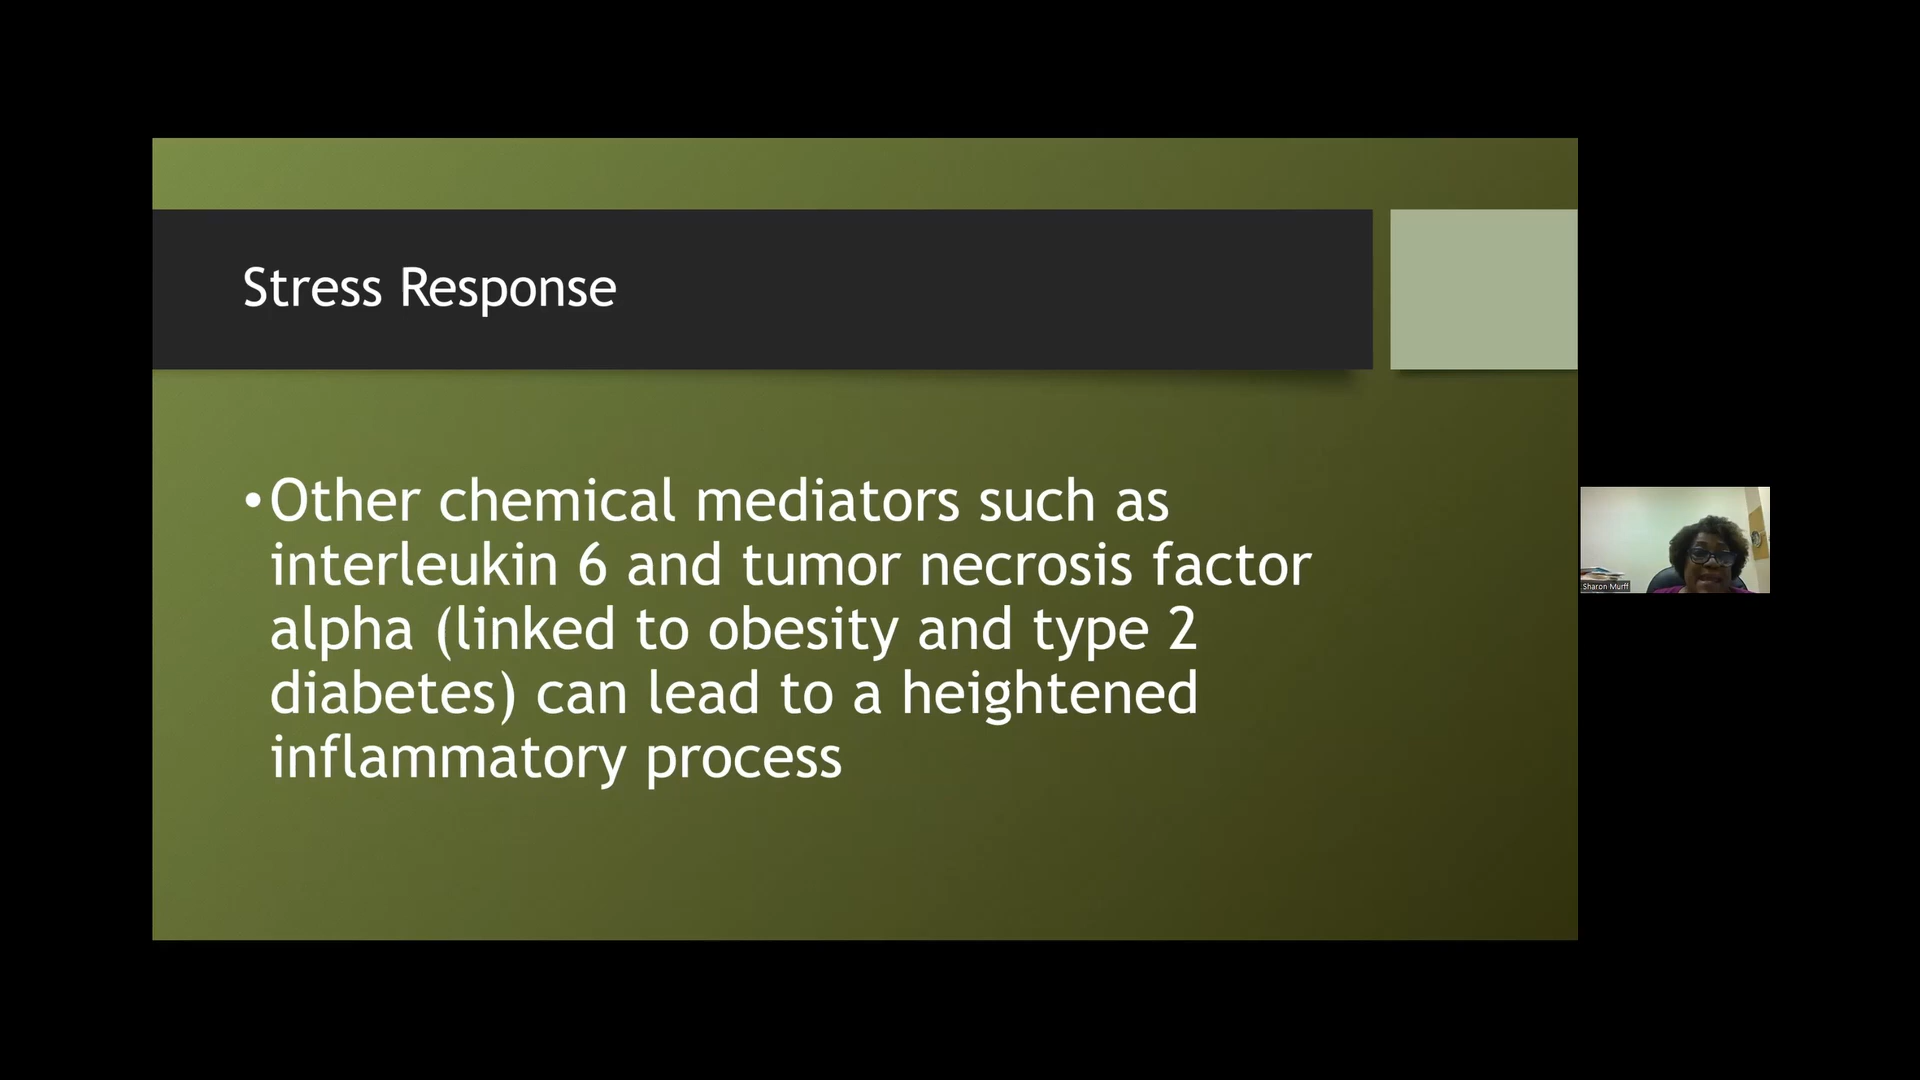 Stress Response
•Other chemical mediators such as
interleukin 6 and tumor necrosis factor
alpha (linked to obesity and type 2
diabetes) can lead to a heightened
inflammatory process
Sharon Murff